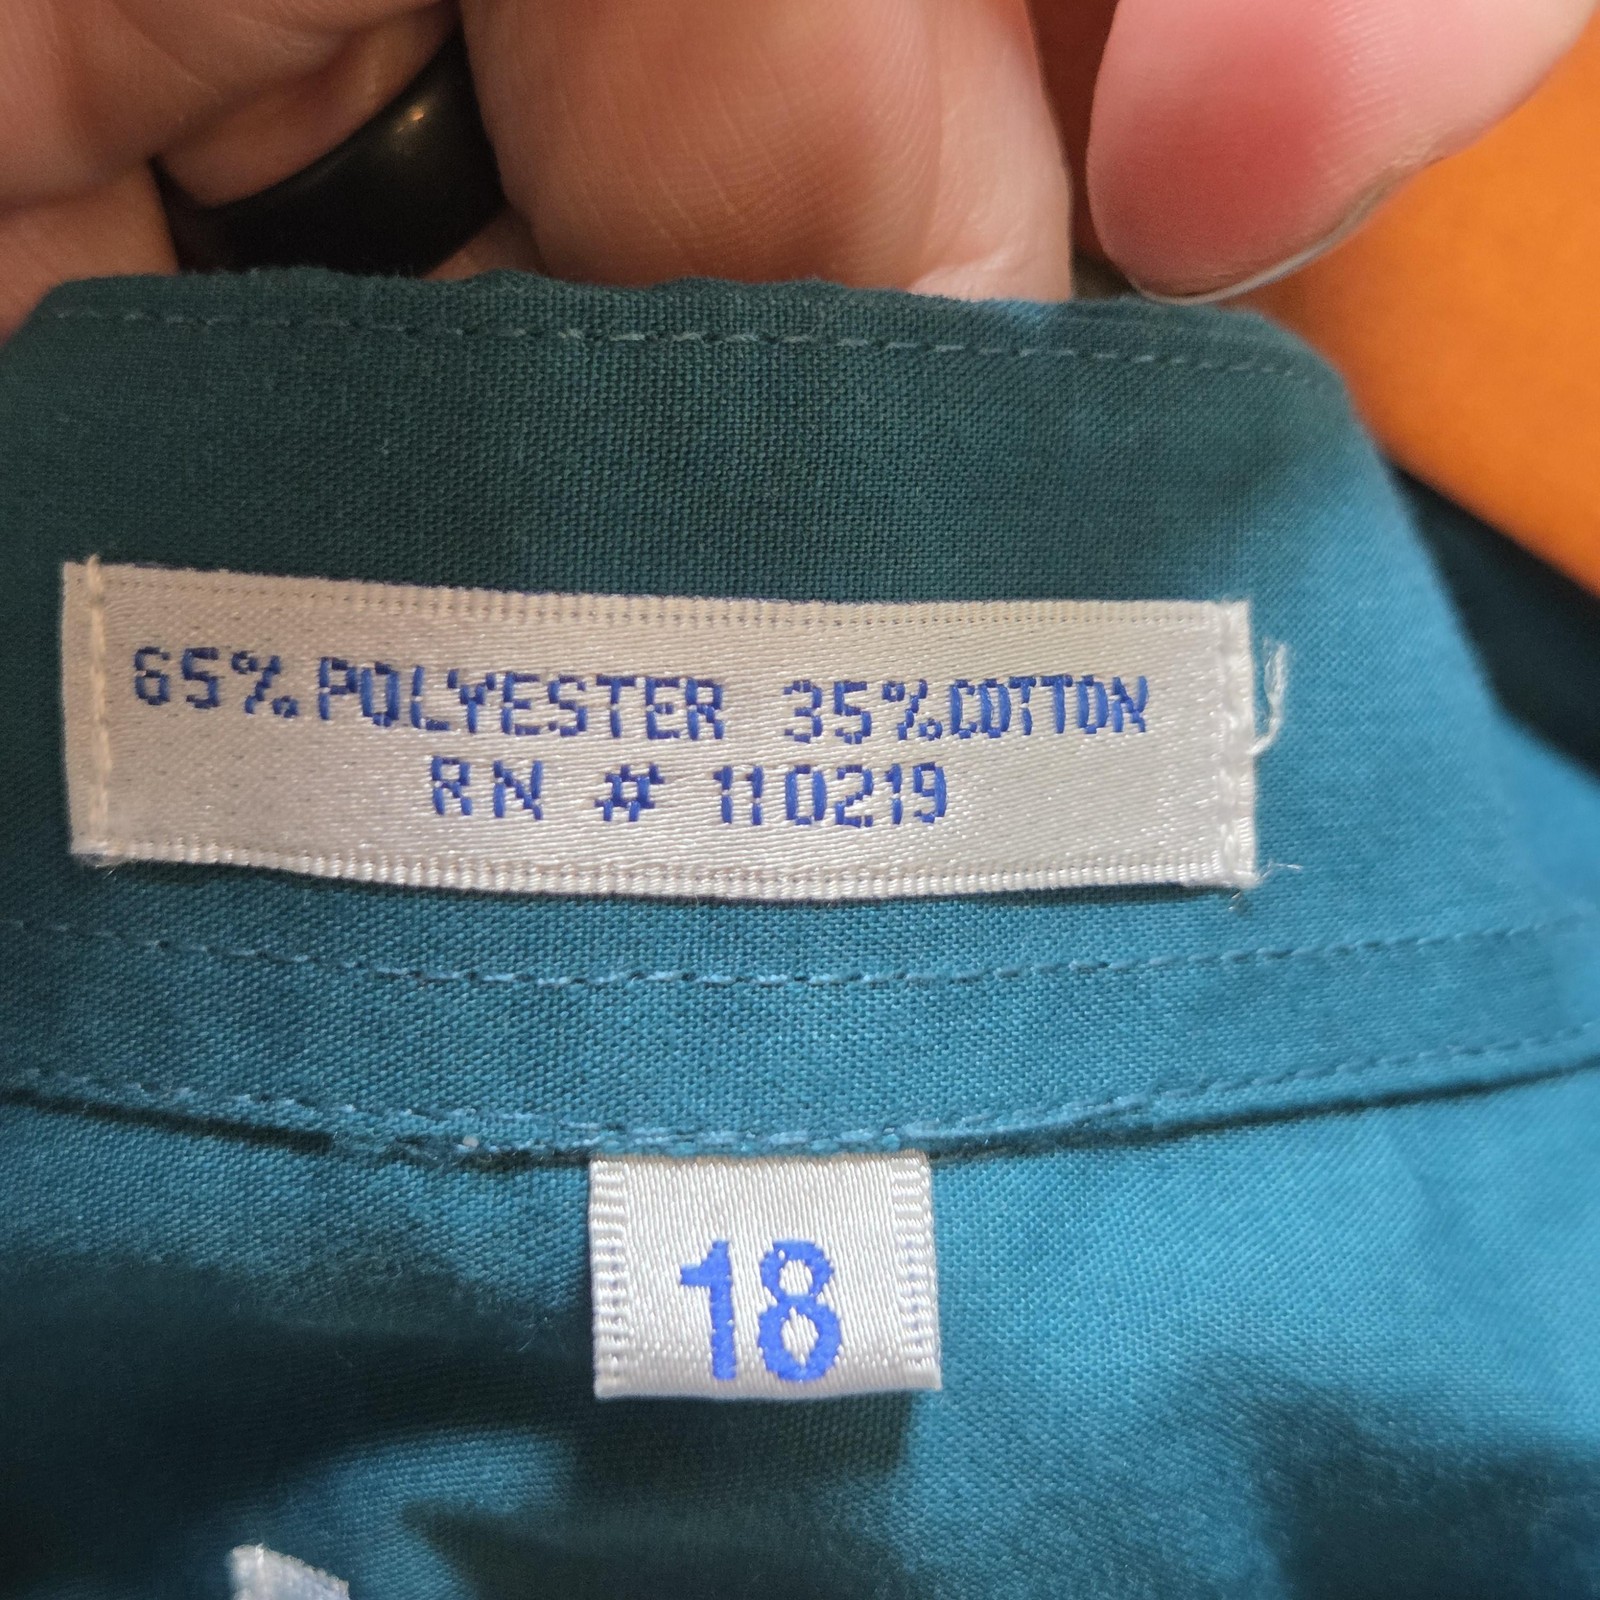 65% POLYESTER 35% COTTON
RN # 110219
18